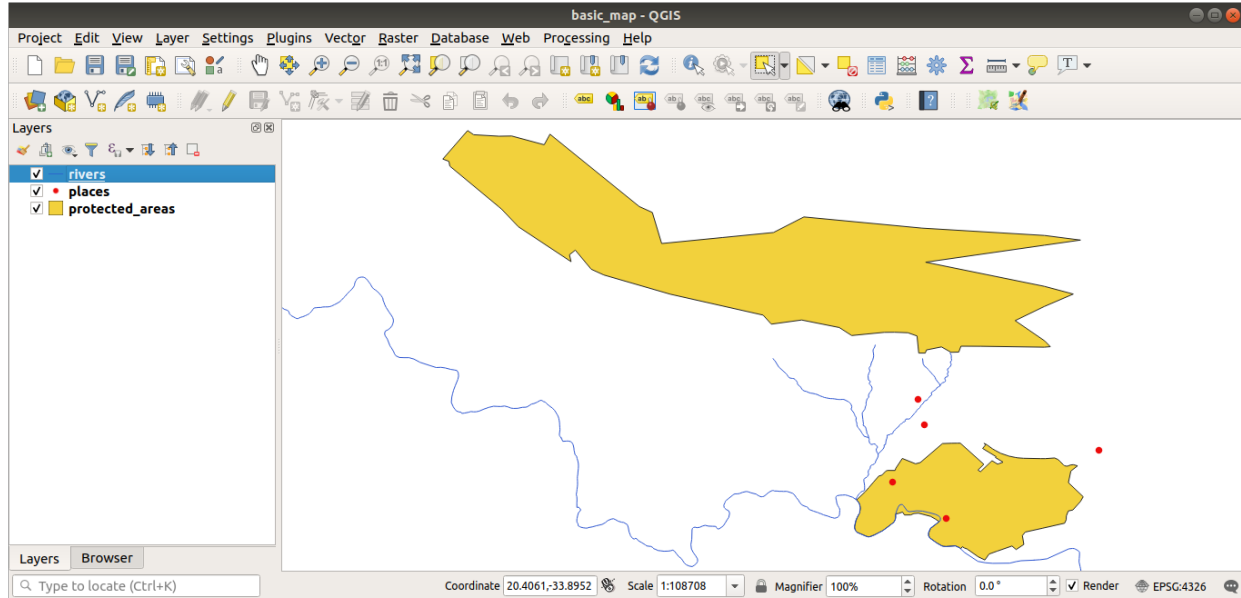 basic_map - QGIS
Project Edit View Layer Settings Plugins Vector Raster Database Web Processing Help
Layers
rivers
places
protected_areas
Layers Browser
Type to locate (Ctrl+K)
Coordinate 20.4061,-33.8952 Scale 1:108708 Magnifier 100% Rotation 0.0° Render EPSG:4326